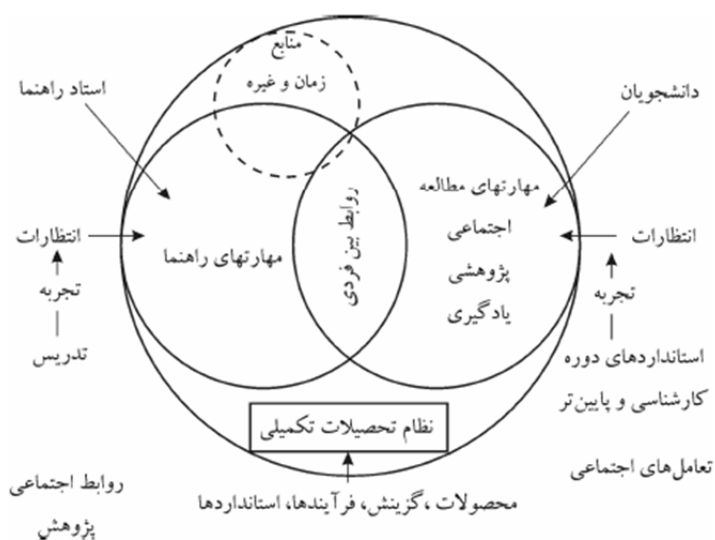 منابع
زمان و غیره
استاد راهنما
دانشجویان
مهارتهای مطالعه
اجتماعی
پژوهشی
یادگیری
روابط بین فردی
مهارتهای راهنما
انتظارات
انتظارات
تجربه
تجربه
تدریس
استانداردهای دوره
کارشناسی و پایین‌تر
نظام تحصیلات تکمیلی
تعامل‌های اجتماعی
روابط اجتماعی
پژوهش
محصولات ،گزینش، فرآیندها، استانداردها